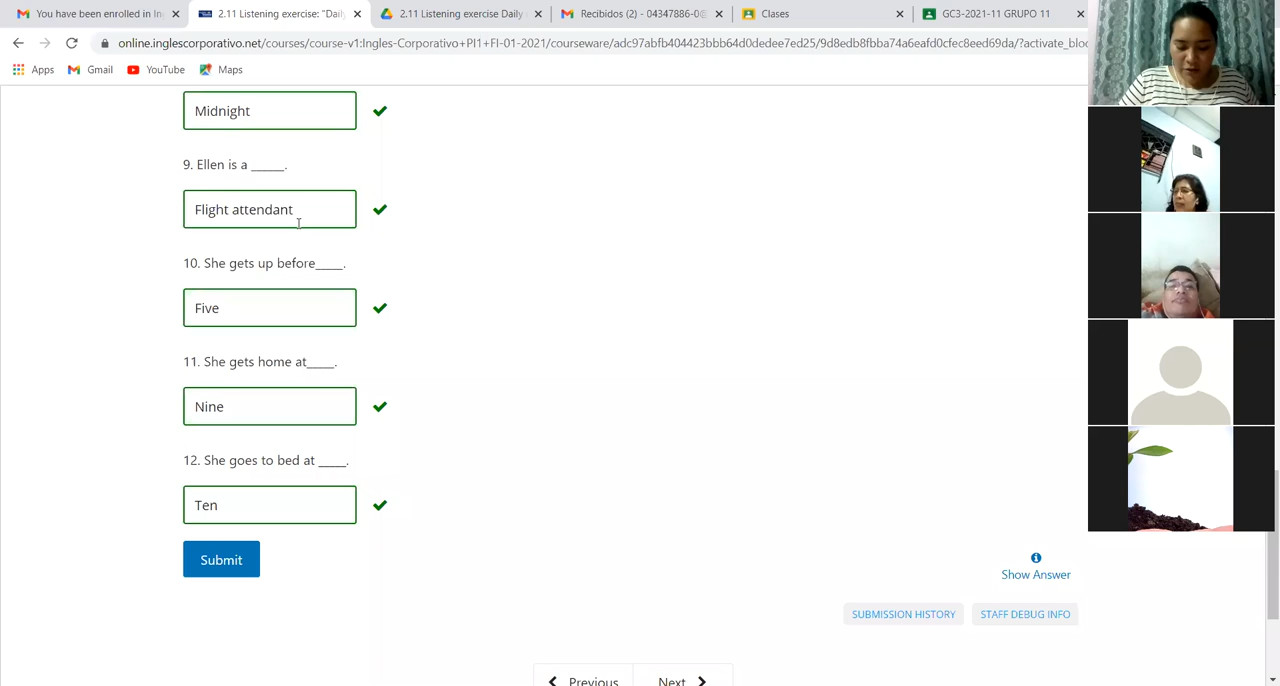 You have been enrolled in In
2.11 Listening exercise: "Daily
2.11 Listening exercise Daily
Recibidos (2) - 04347886-0@
Clases
GC3-2021-11 GRUPO 11
online.inglescorporativo.net/courses/course-v1:Ingles-Corporativo+PI1+FI-01-2021/courseware/adc97abfb404423bbb64d0dedee7ed25/9d8edb8fbba74a6eafd0cfec8eed69da/?activate_bloc
Apps
Gmail
YouTube
Maps
Midnight
9. Ellen is a _____.
Flight attendant
10. She gets up before____.
Five
11. She gets home at____.
Nine
12. She goes to bed at ____.
Ten
Submit
Show Answer
SUBMISSION HISTORY
STAFF DEBUG INFO
Previous
Next